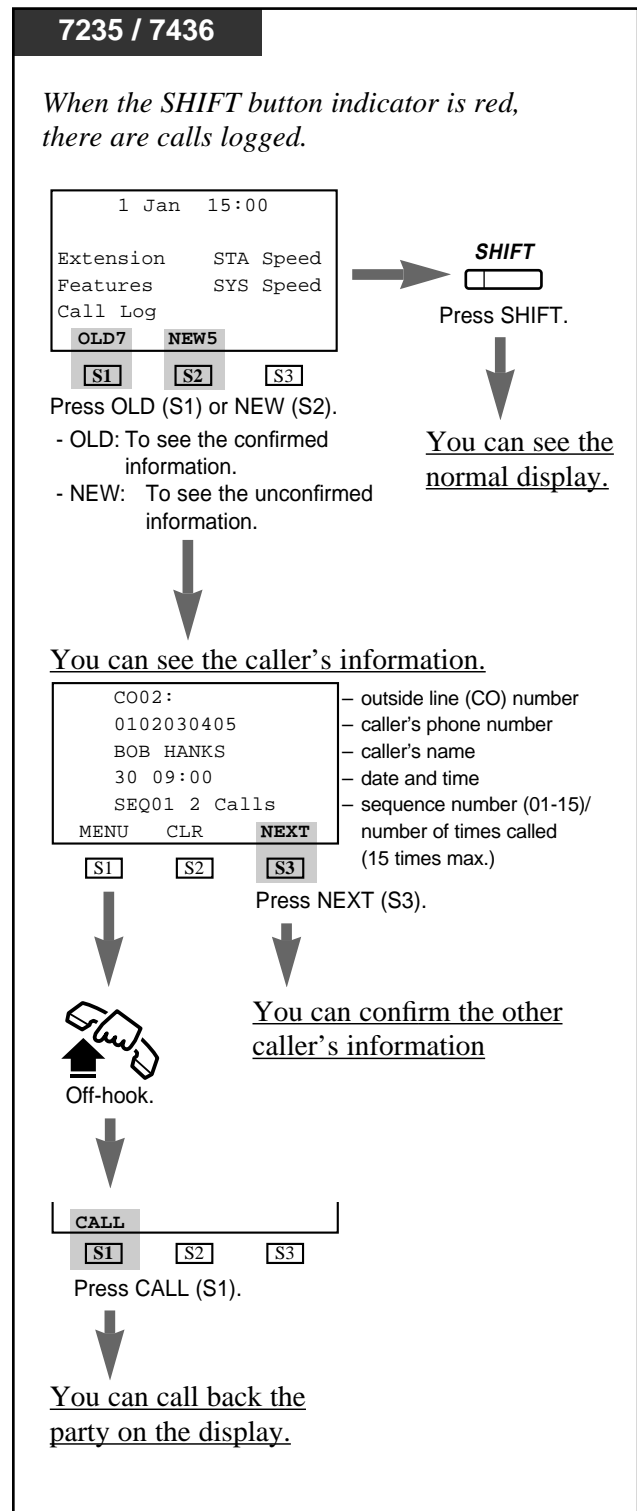 7235 / 7436
When the SHIFT button indicator is red,
there are calls logged.
1 Jan 15:00
Extension STA Speed
Features SYS Speed
Call Log
OLD7 NEW5
S1 S2 S3
Press OLD (S1) or NEW (S2).
- OLD: To see the confirmed
information.
- NEW: To see the unconfirmed
information.
SHIFT
Press SHIFT.
You can see the
normal display.
You can see the caller's information.
CO02:
0102030405
BOB HANKS
30 09:00
SEQ01 2 Calls
MENU CLR NEXT
S1 S2 S3
– outside line (CO) number
– caller's phone number
– caller's name
– date and time
– sequence number (01-15)/
number of times called
(15 times max.)
Press NEXT (S3).
You can confirm the other
caller's information
Off-hook.
CALL
S1 S2 S3
Press CALL (S1).
You can call back the
party on the display.